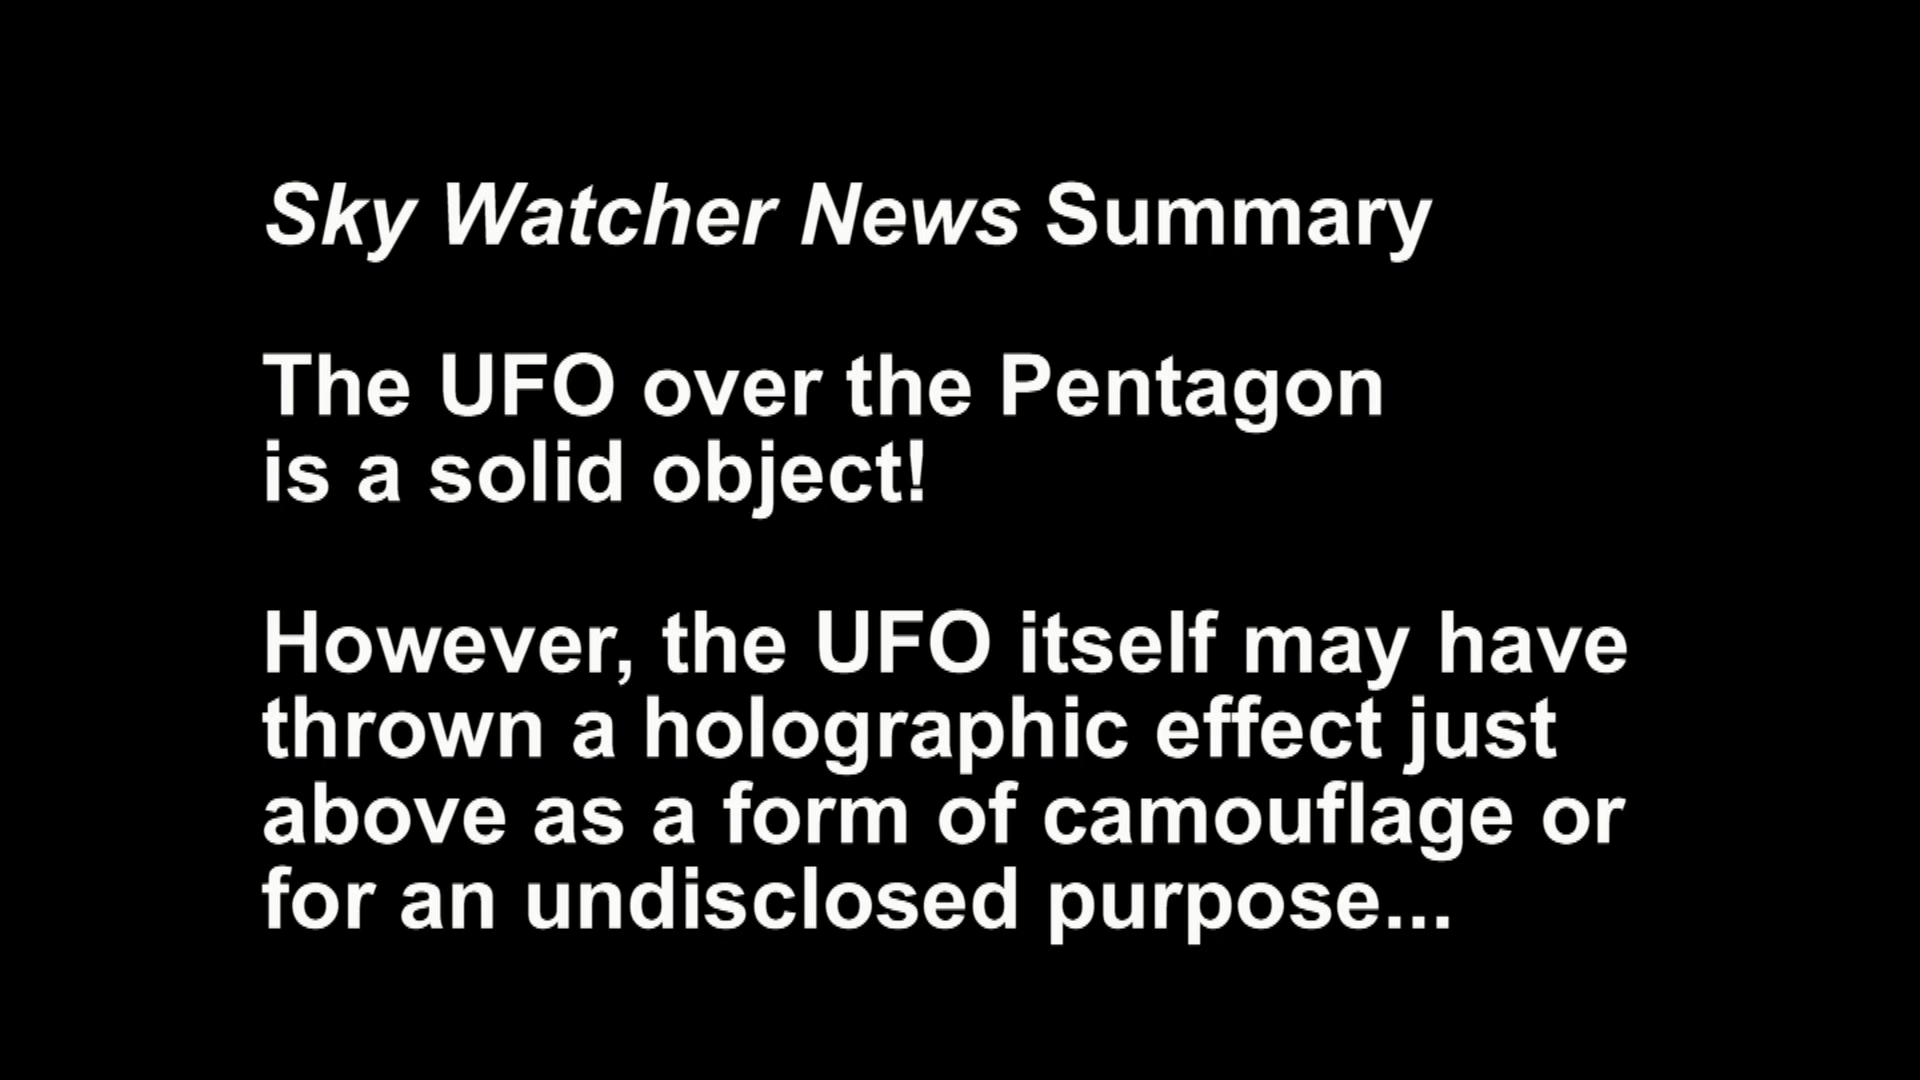 Sky Watcher News Summary
The UFO over the Pentagon
is a solid object!
However, the UFO itself may have
thrown a holographic effect just
above as a form of camouflage or
for an undisclosed purpose...